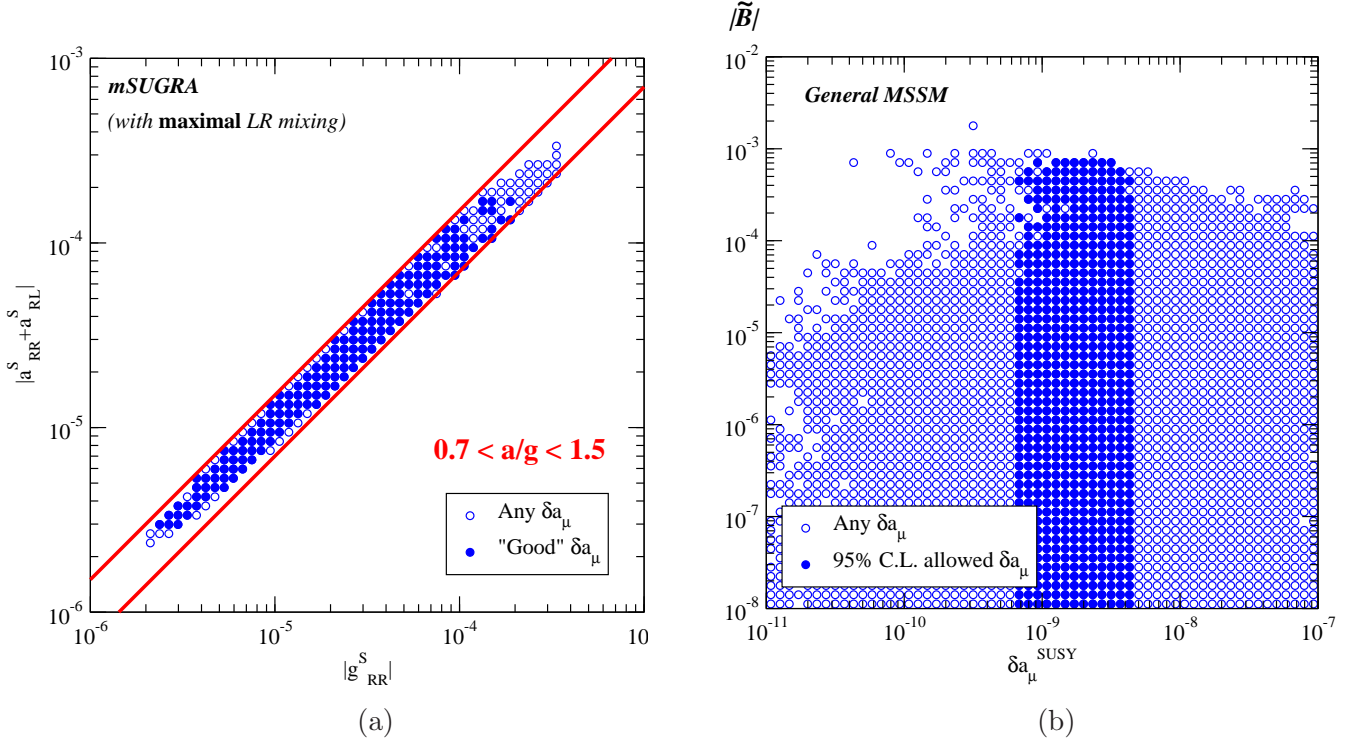 mSUGRA
(with maximal LR mixing)
10^-3
10^-4
10^-5
10^-6
|a^S_RR+a^S_RL|
0.7 < a/g < 1.5
Any δa_μ
"Good" δa_μ
10^-6 10^-5 10^-4 10
|g^S_RR|
(a)
|B̃|
General MSSM
10^-2
10^-3
10^-4
10^-5
10^-6
10^-7
10^-8
Any δa_μ
95% C.L. allowed δa_μ
10^-11 10^-10 10^-9 10^-8 10^-7
δa_μ^SUSY
(b)